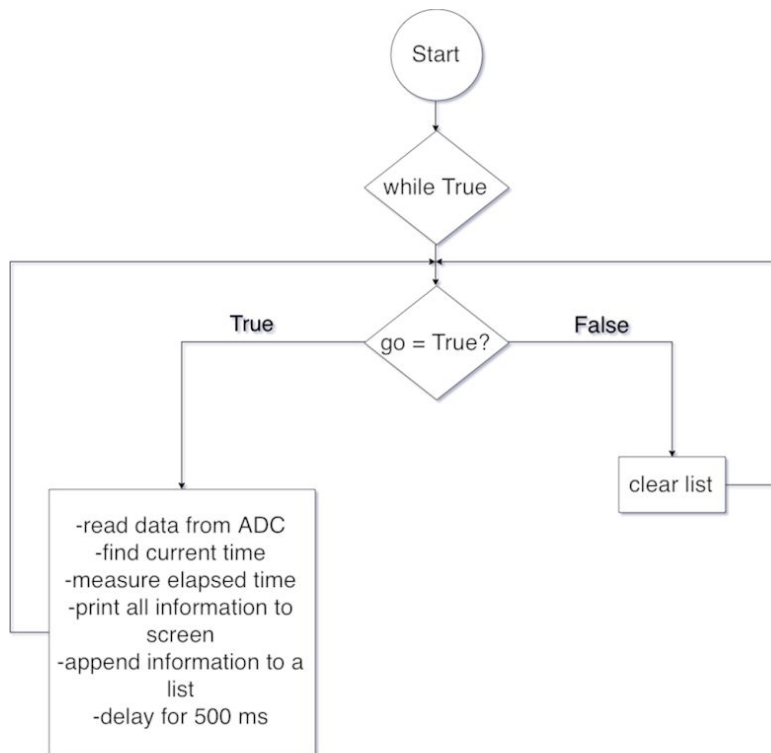 Start
while True
True
False
go = True?
clear list
-read data from ADC
-find current time
-measure elapsed time
-print all information to
screen
-append information to a
list
-delay for 500 ms